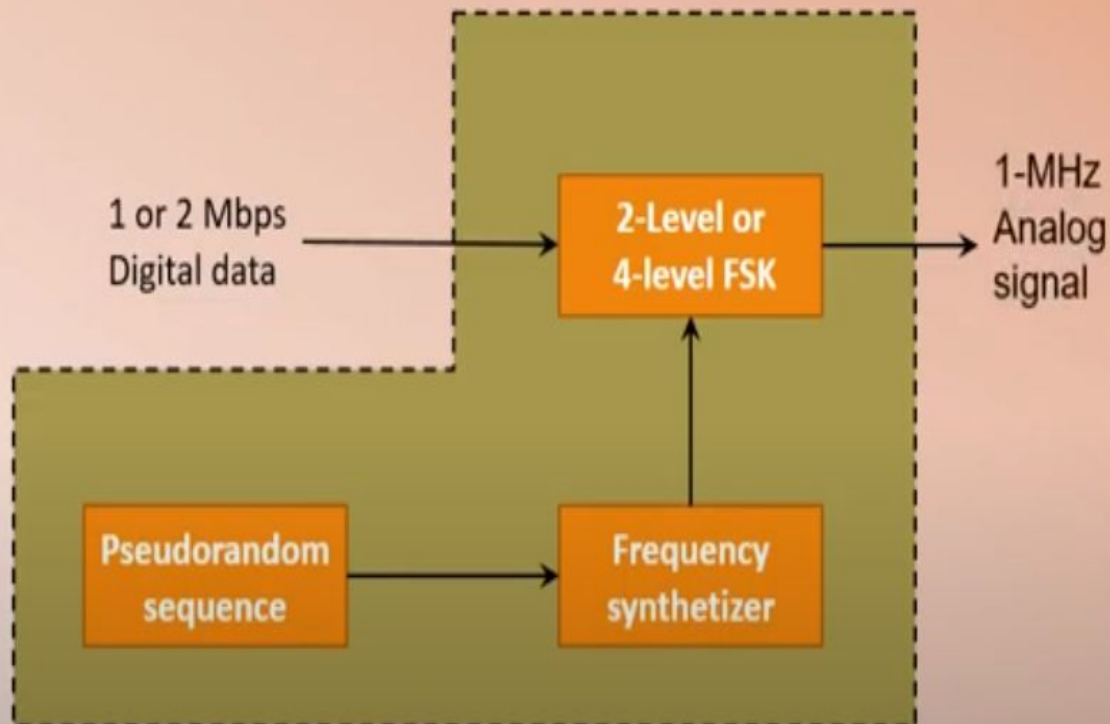 1 or 2 Mbps
Digital data
2-Level or
4-level FSK
1-MHz
Analog
signal
Pseudorandom
sequence
Frequency
synthetizer